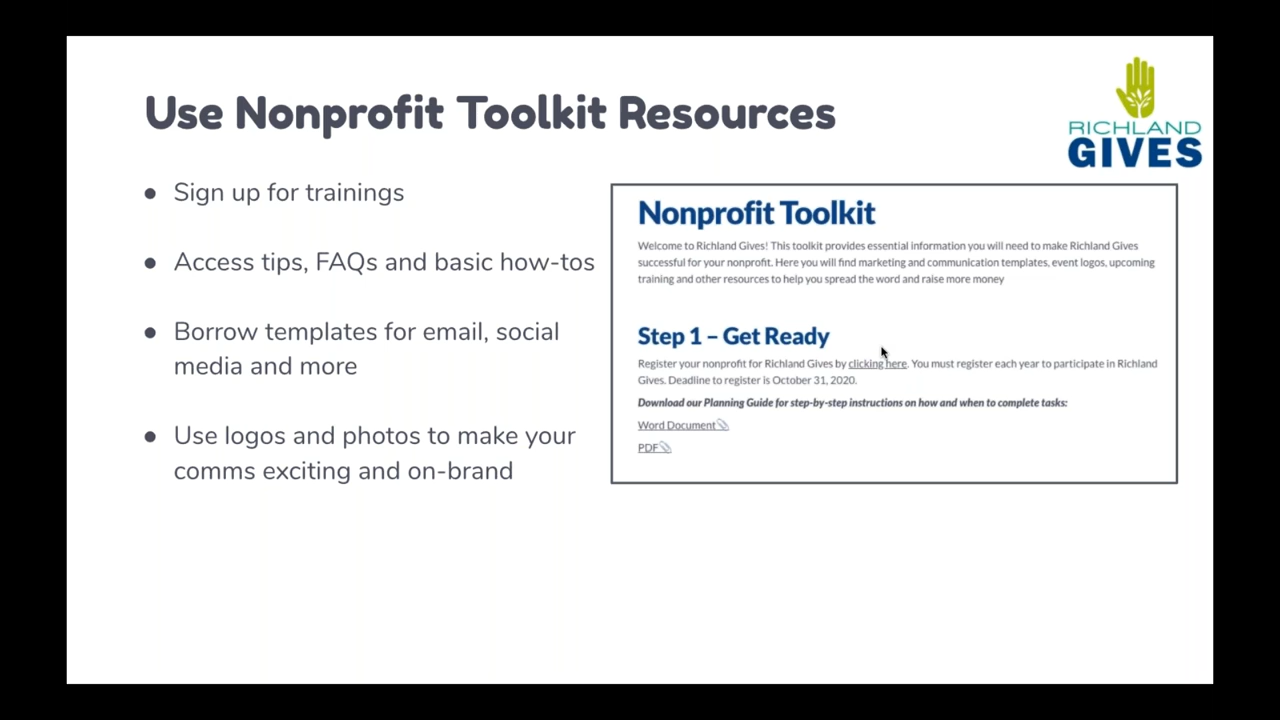 Use Nonprofit Toolkit Resources
RICHLAND
GIVES
● Sign up for trainings
● Access tips, FAQs and basic how-tos
● Borrow templates for email, social
media and more
● Use logos and photos to make your
comms exciting and on-brand
Nonprofit Toolkit
Welcome to Richland Gives! This toolkit provides essential information you will need to make Richland Gives
successful for your nonprofit. Here you will find marketing and communication templates, event logos, upcoming
training and other resources to help you spread the word and raise more money
Step 1 – Get Ready
Register your nonprofit for Richland Gives by clicking here. You must register each year to participate in Richland
Gives. Deadline to register is October 31, 2020.
Download our Planning Guide for step-by-step instructions on how and when to complete tasks:
Word Document
PDF